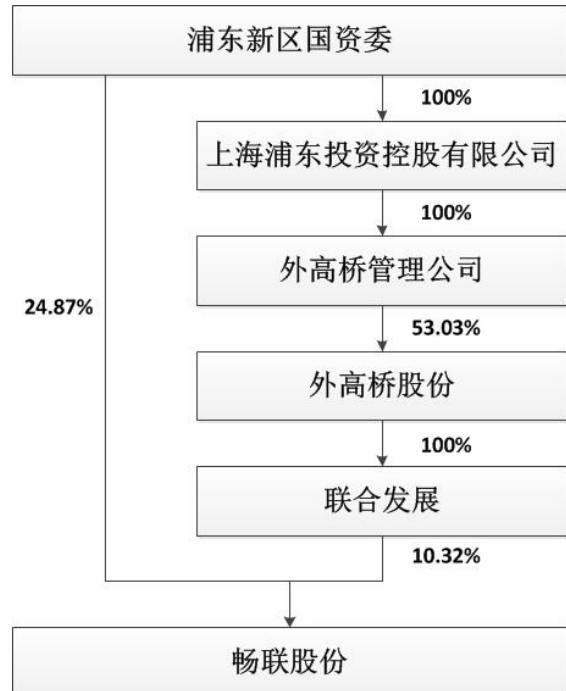 浦东新区国资委
100%
上海浦东投资控股有限公司
100%
外高桥管理公司
24.87%
53.03%
外高桥股份
100%
联合发展
10.32%
畅联股份